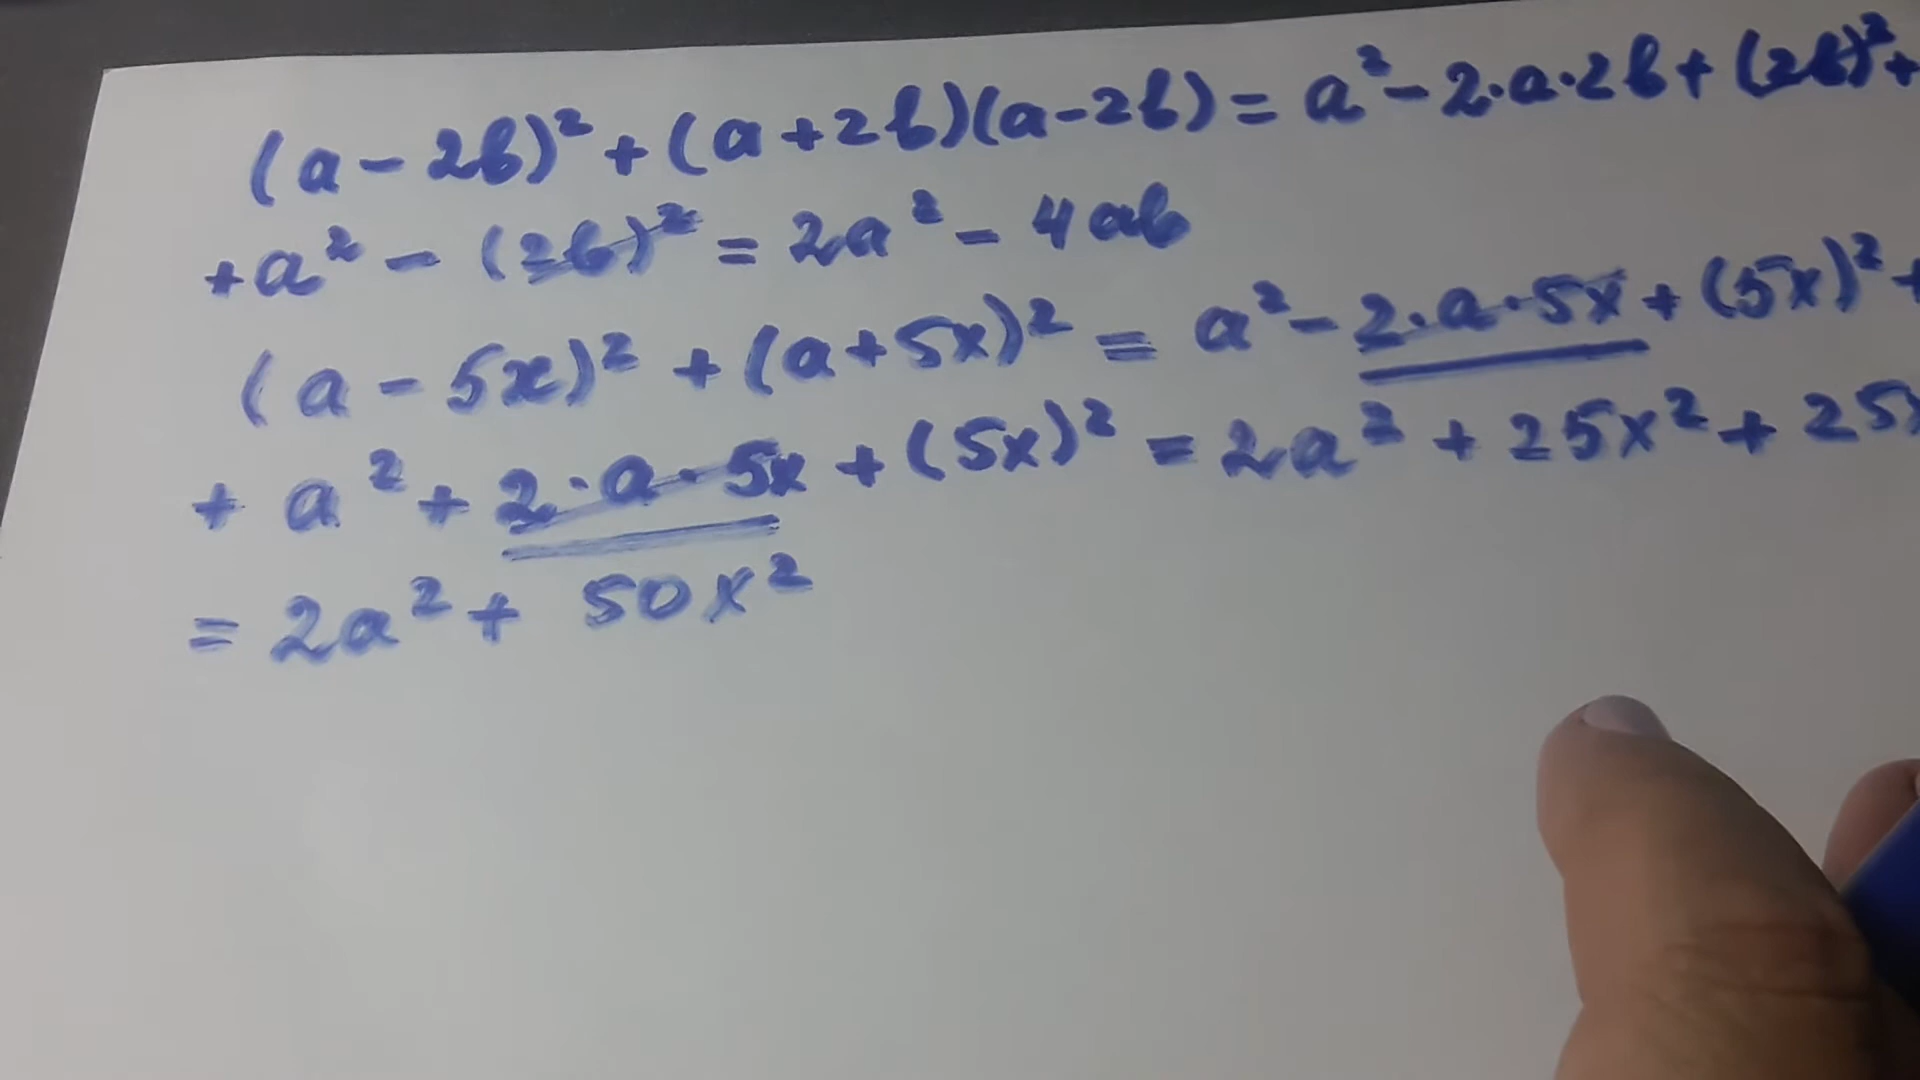 (a - 2b)² + (a + 2b)(a - 2b) = a² - 2·a·2b + (2b)² +
+ a² - (2b)² = 2a² - 4ab
(a - 5x)² + (a + 5x)² = a² - 2·a·5x + (5x)² +
+ a² + 2·a·5x + (5x)² = 2a² + 25x² + 25x
= 2a² + 50x²